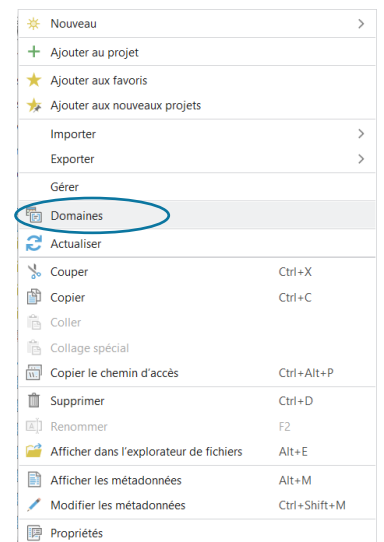 Nouveau
Ajouter au projet
Ajouter aux favoris
Ajouter aux nouveaux projets
Importer
Exporter
Gérer
Domaines
Actualiser
Couper Ctrl+X
Copier Ctrl+C
Coller
Collage spécial
Copier le chemin d'accès Ctrl+Alt+P
Supprimer Ctrl+D
Renommer F2
Afficher dans l'explorateur de fichiers Alt+E
Afficher les métadonnées Alt+M
Modifier les métadonnées Ctrl+Shift+M
Propriétés